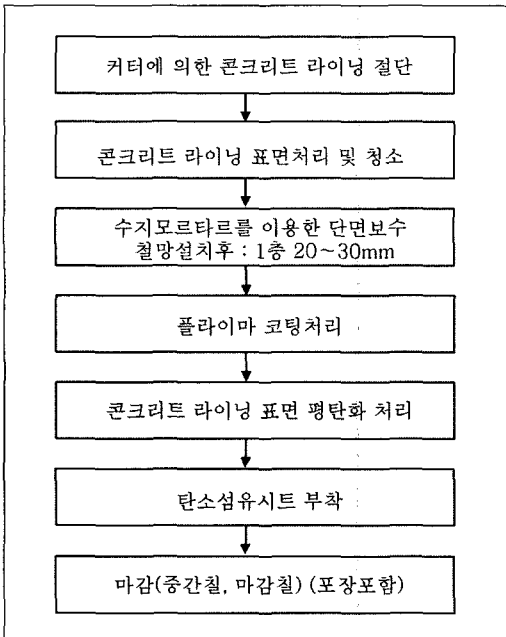 커터에 의한 콘크리트 라이닝 절단
콘크리트 라이닝 표면처리 및 청소
수지모르타르를 이용한 단면보수
철망설치후 : 1층 20~30mm
플라이마 코팅처리
콘크리트 라이닝 표면 평탄화 처리
탄소섬유시트 부착
마감(중간칠, 마감칠) (포장포함)